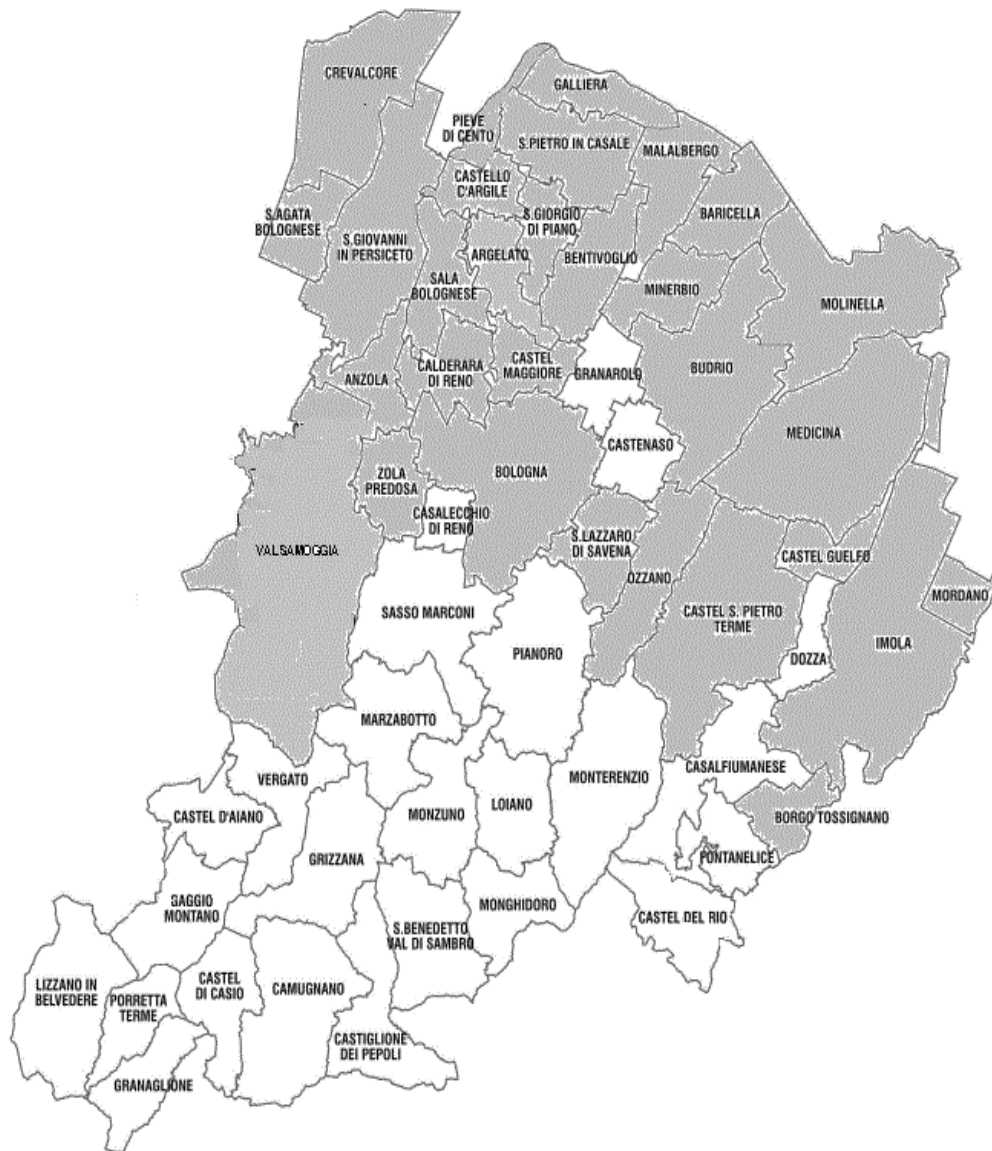 CREVALCORE
GALLIERA
PIEVE
DI CENTO
S.PIETRO IN CASALE
MALALBERGO
CASTELLO
C'ARGILE
S.AGATA
BOLOGNESE
S.GIORGIO
DI PIANO
BARICELLA
S.GIOVANNI
IN PERSICETO
ARGELATO
BENTIVOGLIO
SALA
BOLOGNESE
MINERBIO
MOLINELLA
ANZOLA
CALDERARA
DI RENO
CASTEL
MAGGIORE
GRANAROLO
BUDRIO
MEDICINA
CASTENASO
ZOLA
PREDOSA
BOLOGNA
CASALECCHIO
DI RENO
S.LAZZARO
DI SAVENA
VALSAMOGGIA
CASTEL GUELFO
OZZANO
MORDANO
SASSO MARCONI
CASTEL S. PIETRO
TERME
IMOLA
PIANORO
DOZZA
MARZABOTTO
VERGATO
MONTERENZIO
CASALFIUMANESE
CASTEL D'AIANO
MONZUNO
LOIANO
BORGO TOSSIGNANO
GRIZZANA
FONTANELICE
GAGGIO
MONTANO
MONGHIDORO
CASTEL DEL RIO
S.BENEDETTO
VAL DI SAMBRO
LIZZANO IN
BELVEDERE
PORRETTA
TERME
CASTEL
DI CASIO
CAMUGNANO
CASTIGLIONE
DEI PEPOLI
GRANAGLIONE